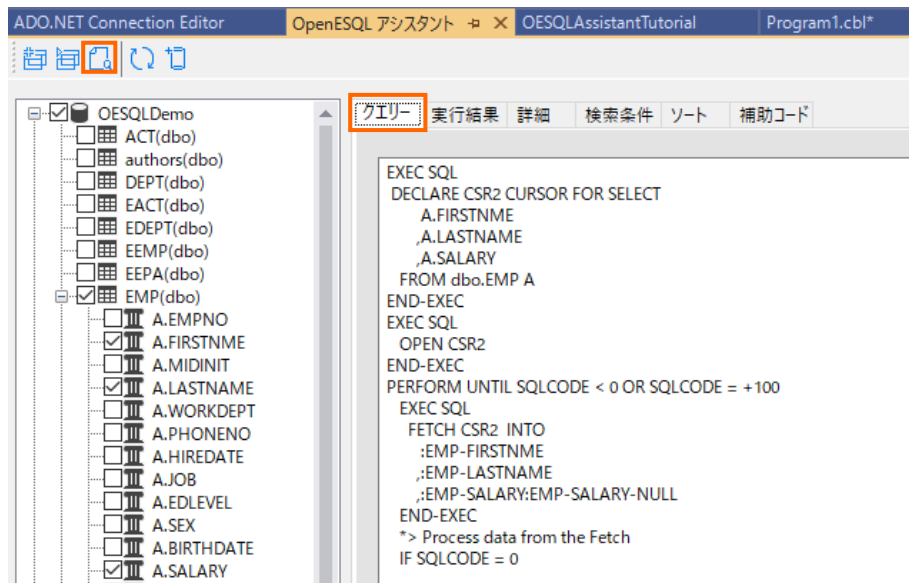 ADO.NET Connection Editor
OpenESQL アシスタント
OESQLAssistantTutorial
Program1.cbl*
OESQLDemo
ACT(dbo)
authors(dbo)
DEPT(dbo)
EACT(dbo)
EDEPT(dbo)
EEMP(dbo)
EEPA(dbo)
EMP(dbo)
A.EMPNO
A.FIRSTNME
A.MIDINIT
A.LASTNAME
A.WORKDEPT
A.PHONENO
A.HIREDATE
A.JOB
A.EDLEVEL
A.SEX
A.BIRTHDATE
A.SALARY
クエリー 実行結果 詳細 検索条件 ソート 補助コード
EXEC SQL
DECLARE CSR2 CURSOR FOR SELECT
A.FIRSTNME
,A.LASTNAME
,A.SALARY
FROM dbo.EMP A
END-EXEC
EXEC SQL
OPEN CSR2
END-EXEC
PERFORM UNTIL SQLCODE < 0 OR SQLCODE = +100
EXEC SQL
FETCH CSR2 INTO
:EMP-FIRSTNME
,:EMP-LASTNAME
,:EMP-SALARY:EMP-SALARY-NULL
END-EXEC
*> Process data from the Fetch
IF SQLCODE = 0